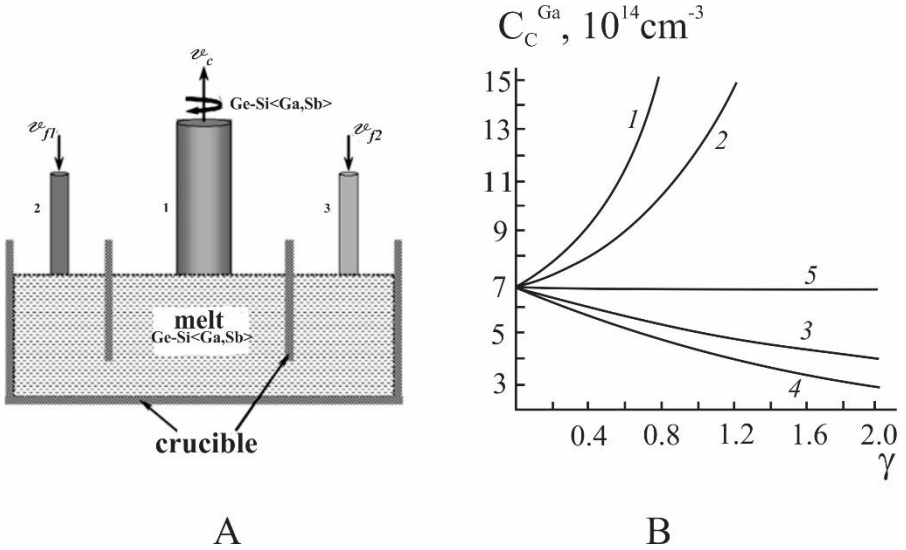 C_C^Ga, 10^14 cm^-3
v_c
Ge-Si<Ga,Sb>
v_f1
v_f2
2
1
3
melt
Ge-Si<Ga,Sb>
crucible
A
15
13
11
9
7
5
3
1
2
5
3
4
0.4 0.8 1.2 1.6 2.0
γ
B